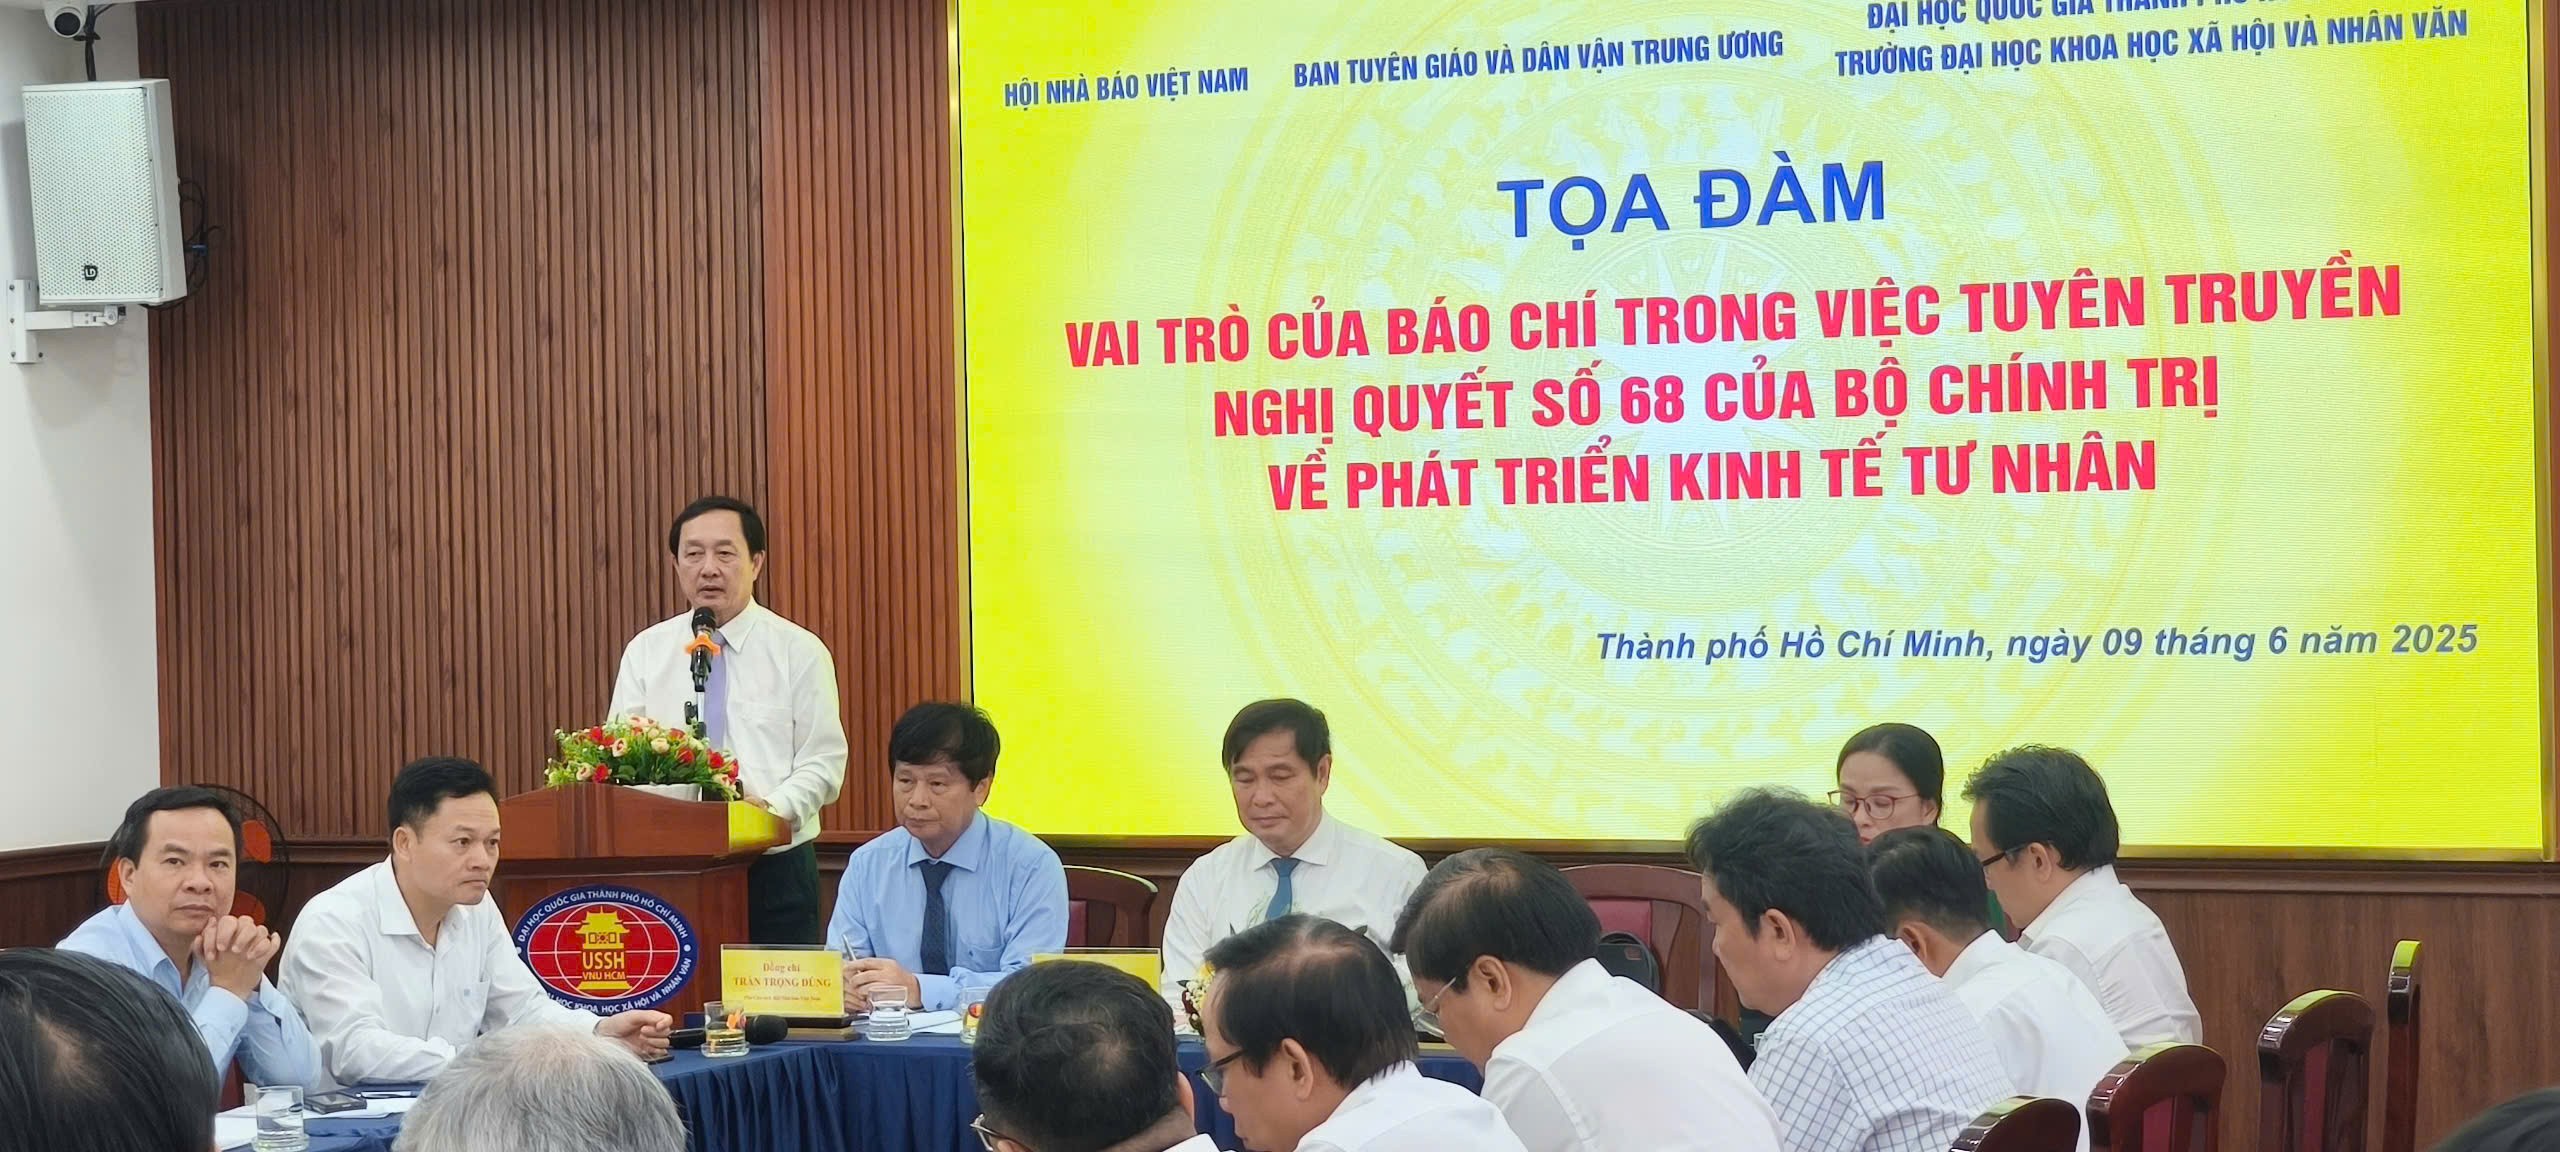 ĐẠI HỌC QUỐC GIA THÀNH PHỐ
HỘI NHÀ BÁO VIỆT NAM
BAN TUYÊN GIÁO VÀ DÂN VẬN TRUNG ƯƠNG
TRƯỜNG ĐẠI HỌC KHOA HỌC XÃ HỘI VÀ NHÂN VĂN
TỌA ĐÀM
VAI TRÒ CỦA BÁO CHÍ TRONG VIỆC TUYÊN TRUYỀN
NGHỊ QUYẾT SỐ 68 CỦA BỘ CHÍNH TRỊ
VỀ PHÁT TRIỂN KINH TẾ TƯ NHÂN
Thành phố Hồ Chí Minh, ngày 09 tháng 6 năm 2025
LD
ĐẠI HỌC QUỐC GIA THÀNH PHỐ HỒ CHÍ MINH
USSH
VNU HCM
ĐẠI HỌC KHOA HỌC XÃ HỘI VÀ NHÂN VĂN
Đồng chí
TRẦN TRỌNG DŨNG